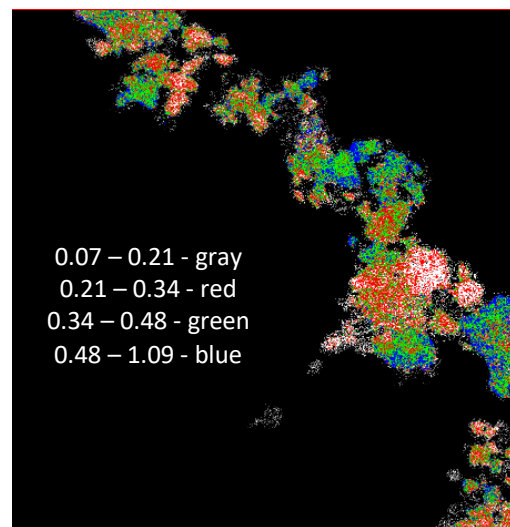 0.07 – 0.21 - gray
0.21 – 0.34 - red
0.34 – 0.48 - green
0.48 – 1.09 - blue